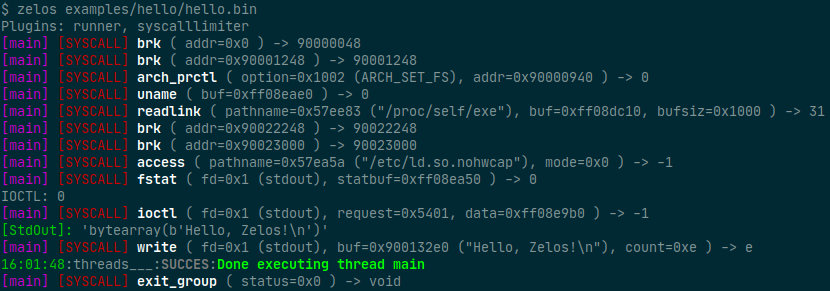 $ zelos examples/hello/hello.bin
Plugins: runner, syscalllimiter
[main] [SYSCALL] brk ( addr=0x0 ) -> 90000048
[main] [SYSCALL] brk ( addr=0x90001248 ) -> 90001248
[main] [SYSCALL] arch_prctl ( option=0x1002 (ARCH_SET_FS), addr=0x90000940 ) -> 0
[main] [SYSCALL] uname ( buf=0xff08eae0 ) -> 0
[main] [SYSCALL] readlink ( pathname=0x57ee83 ("/proc/self/exe"), buf=0xff08dc10, bufsiz=0x1000 ) -> 31
[main] [SYSCALL] brk ( addr=0x90022248 ) -> 90022248
[main] [SYSCALL] brk ( addr=0x90023000 ) -> 90023000
[main] [SYSCALL] access ( pathname=0x57ea5a ("/etc/ld.so.nohwcap"), mode=0x0 ) -> -1
[main] [SYSCALL] fstat ( fd=0x1 (stdout), statbuf=0xff08ea50 ) -> 0
IOCTL: 0
[main] [SYSCALL] ioctl ( fd=0x1 (stdout), request=0x5401, data=0xff08e9b0 ) -> -1
[StdOut]: 'bytearray(b'Hello, Zelos!\n')'
[main] [SYSCALL] write ( fd=0x1 (stdout), buf=0x900132e0 ("Hello, Zelos!\n"), count=0xe ) -> e
16:01:48:threads___:SUCCES:Done executing thread main
[main] [SYSCALL] exit_group ( status=0x0 ) -> void